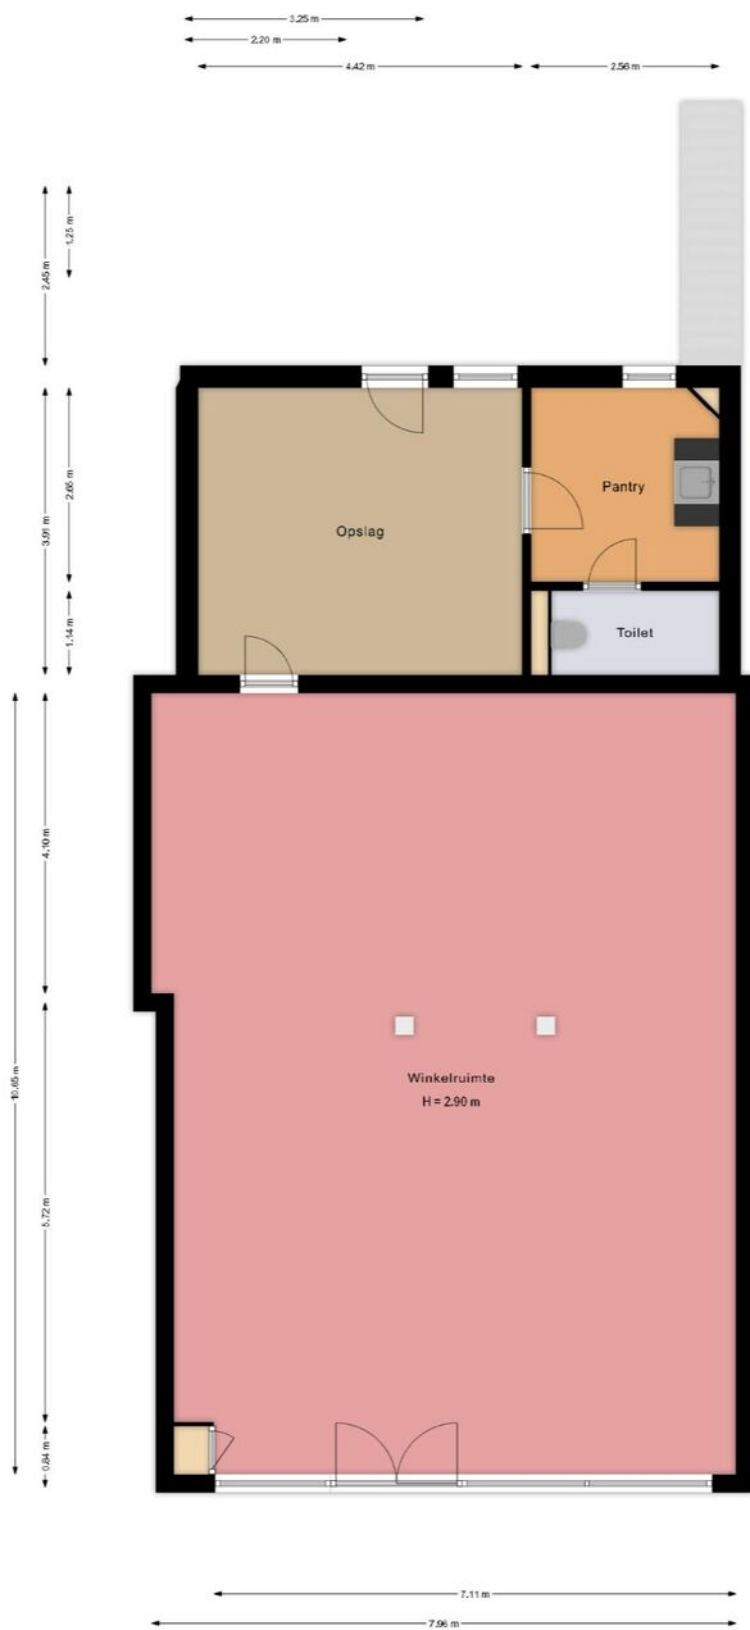 3.25 m
2.20 m
4.42 m
2.56 m
1.25 m
2.45 m
2.65 m
3.91 m
Pantry
Opslag
1.14 m
Toilet
4.10 m
10.65 m
Winkelruimte
H = 2.90 m
5.72 m
0.84 m
7.11 m
7.96 m